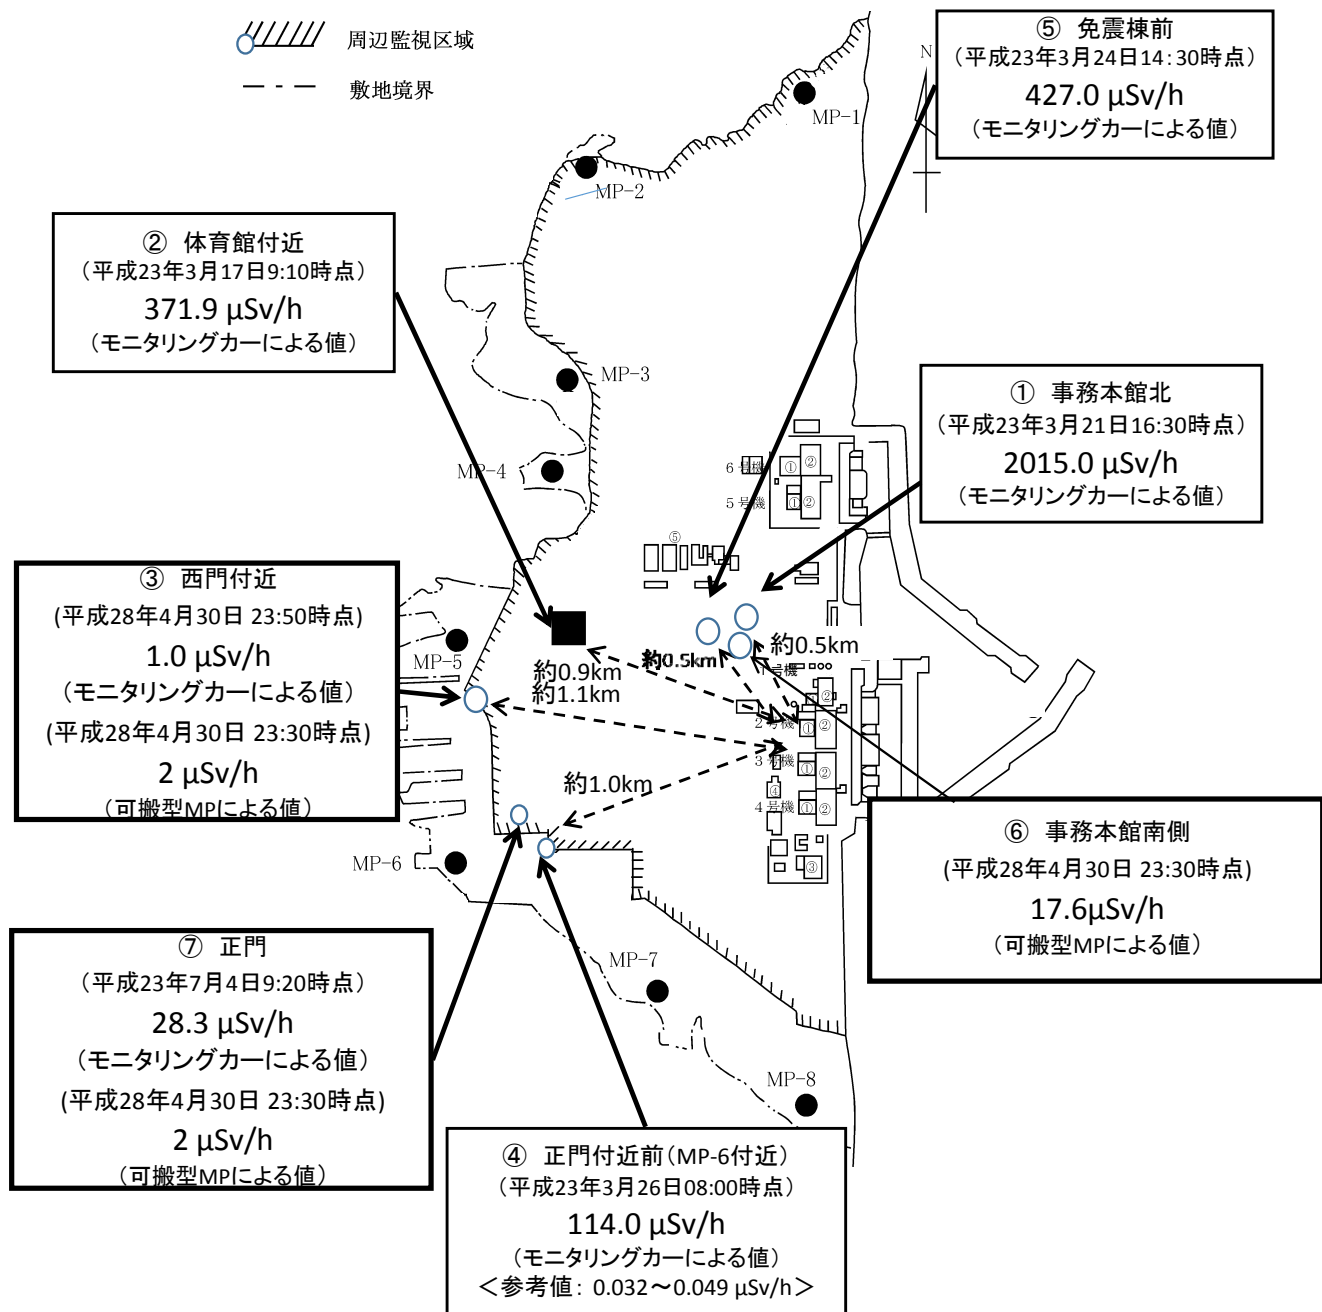 周辺監視区域
敷地境界
⑤ 免震棟前
（平成23年3月24日14：30時点）
427.0 μSv/h
（モニタリングカーによる値）
N
MP-1
MP-2
② 体育館付近
（平成23年3月17日9:10時点）
371.9 μSv/h
（モニタリングカーによる値）
MP-3
① 事務本館北
（平成23年3月21日16:30時点）
2015.0 μSv/h
（モニタリングカーによる値）
MP-4
6号機
① ②
5号機
① ②
⑤
③ 西門付近
(平成28年4月30日 23:50時点)
1.0 μSv/h
（モニタリングカーによる値）
(平成28年4月30日 23:30時点)
2 μSv/h
（可搬型MPによる値）
MP-5
約0.9km
約1.1km
約0.5km
約0.5km
1号機
②
2号機
① ②
3号機
① ②
④
4号機
① ②
③
約1.0km
MP-6
⑥ 事務本館南側
(平成28年4月30日 23:30時点)
17.6μSv/h
（可搬型MPによる値）
⑦ 正門
（平成23年7月4日9:20時点）
28.3 μSv/h
（モニタリングカーによる値）
(平成28年4月30日 23:30時点)
2 μSv/h
（可搬型MPによる値）
MP-7
MP-8
④ 正門付近前（MP-6付近）
（平成23年3月26日08:00時点）
114.0 μSv/h
（モニタリングカーによる値）
＜参考値： 0.032～0.049 μSv/h＞